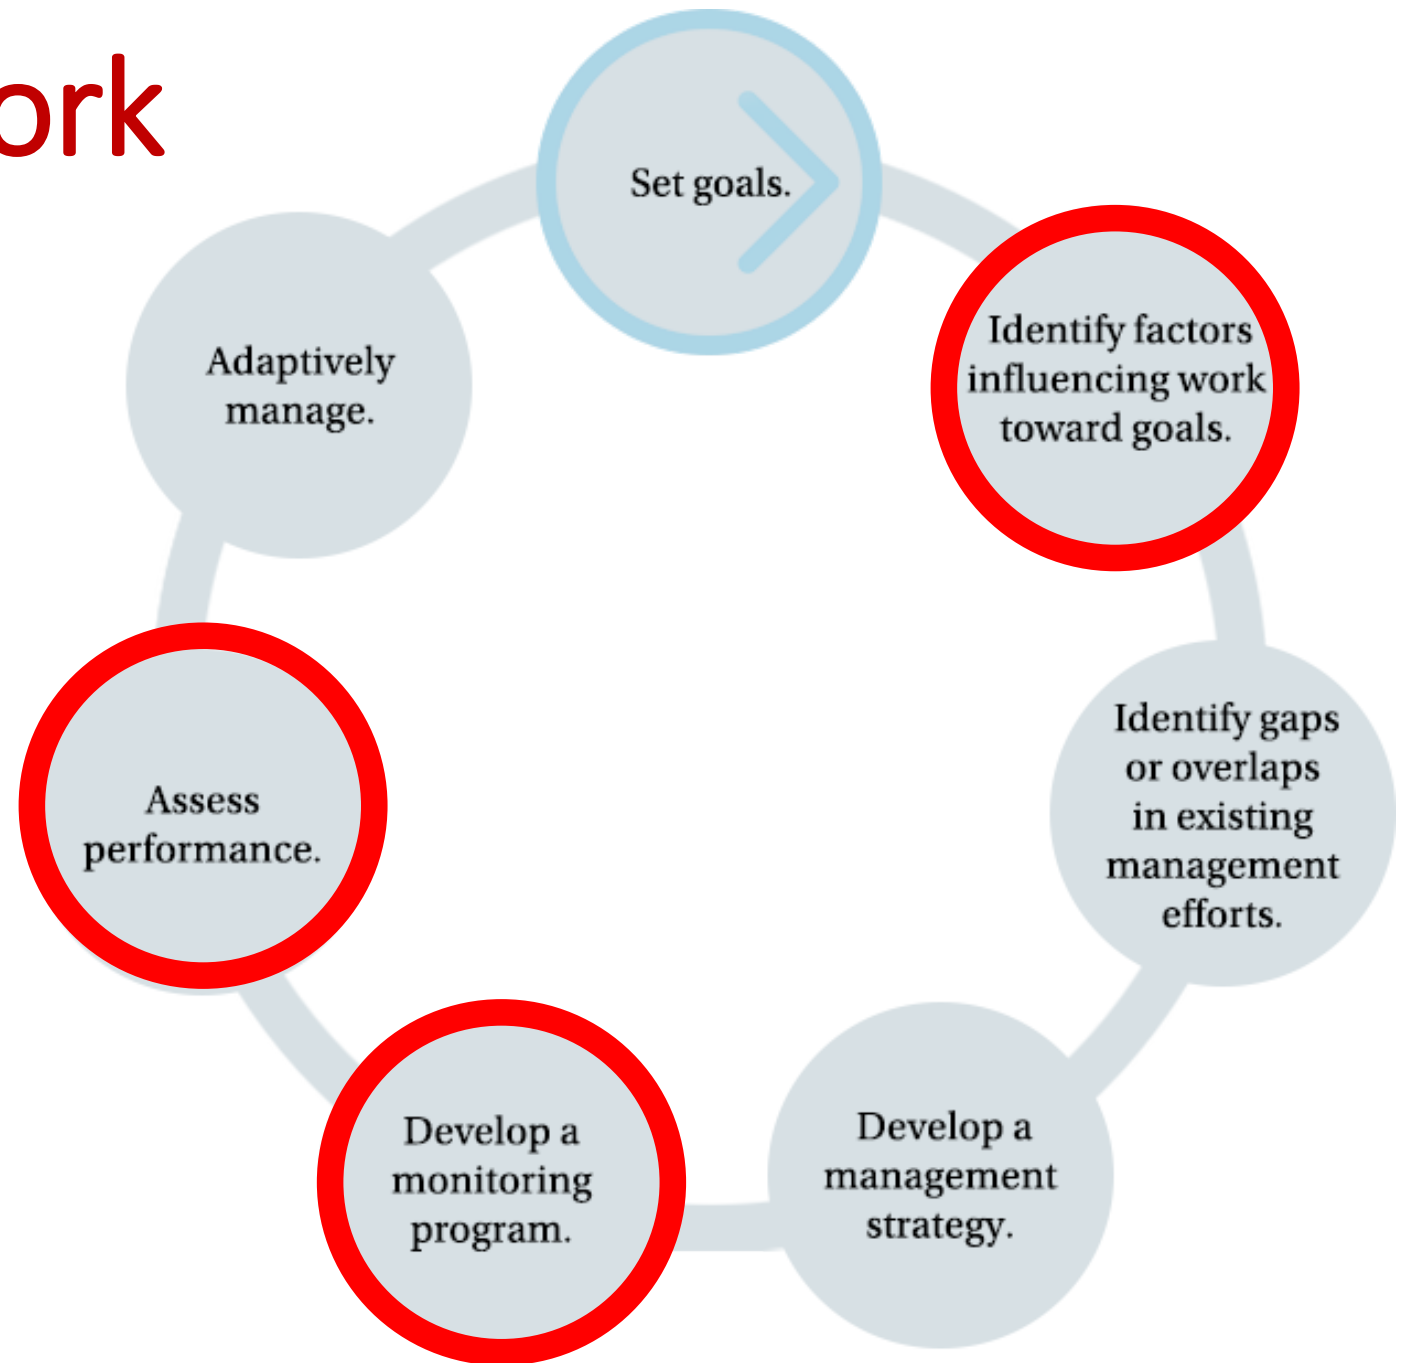 ork
Set goals.
Identify factors
influencing work
toward goals.
Identify gaps
or overlaps
in existing
management
efforts.
Develop a
management
strategy.
Develop a
monitoring
program.
Assess
performance.
Adaptively
manage.